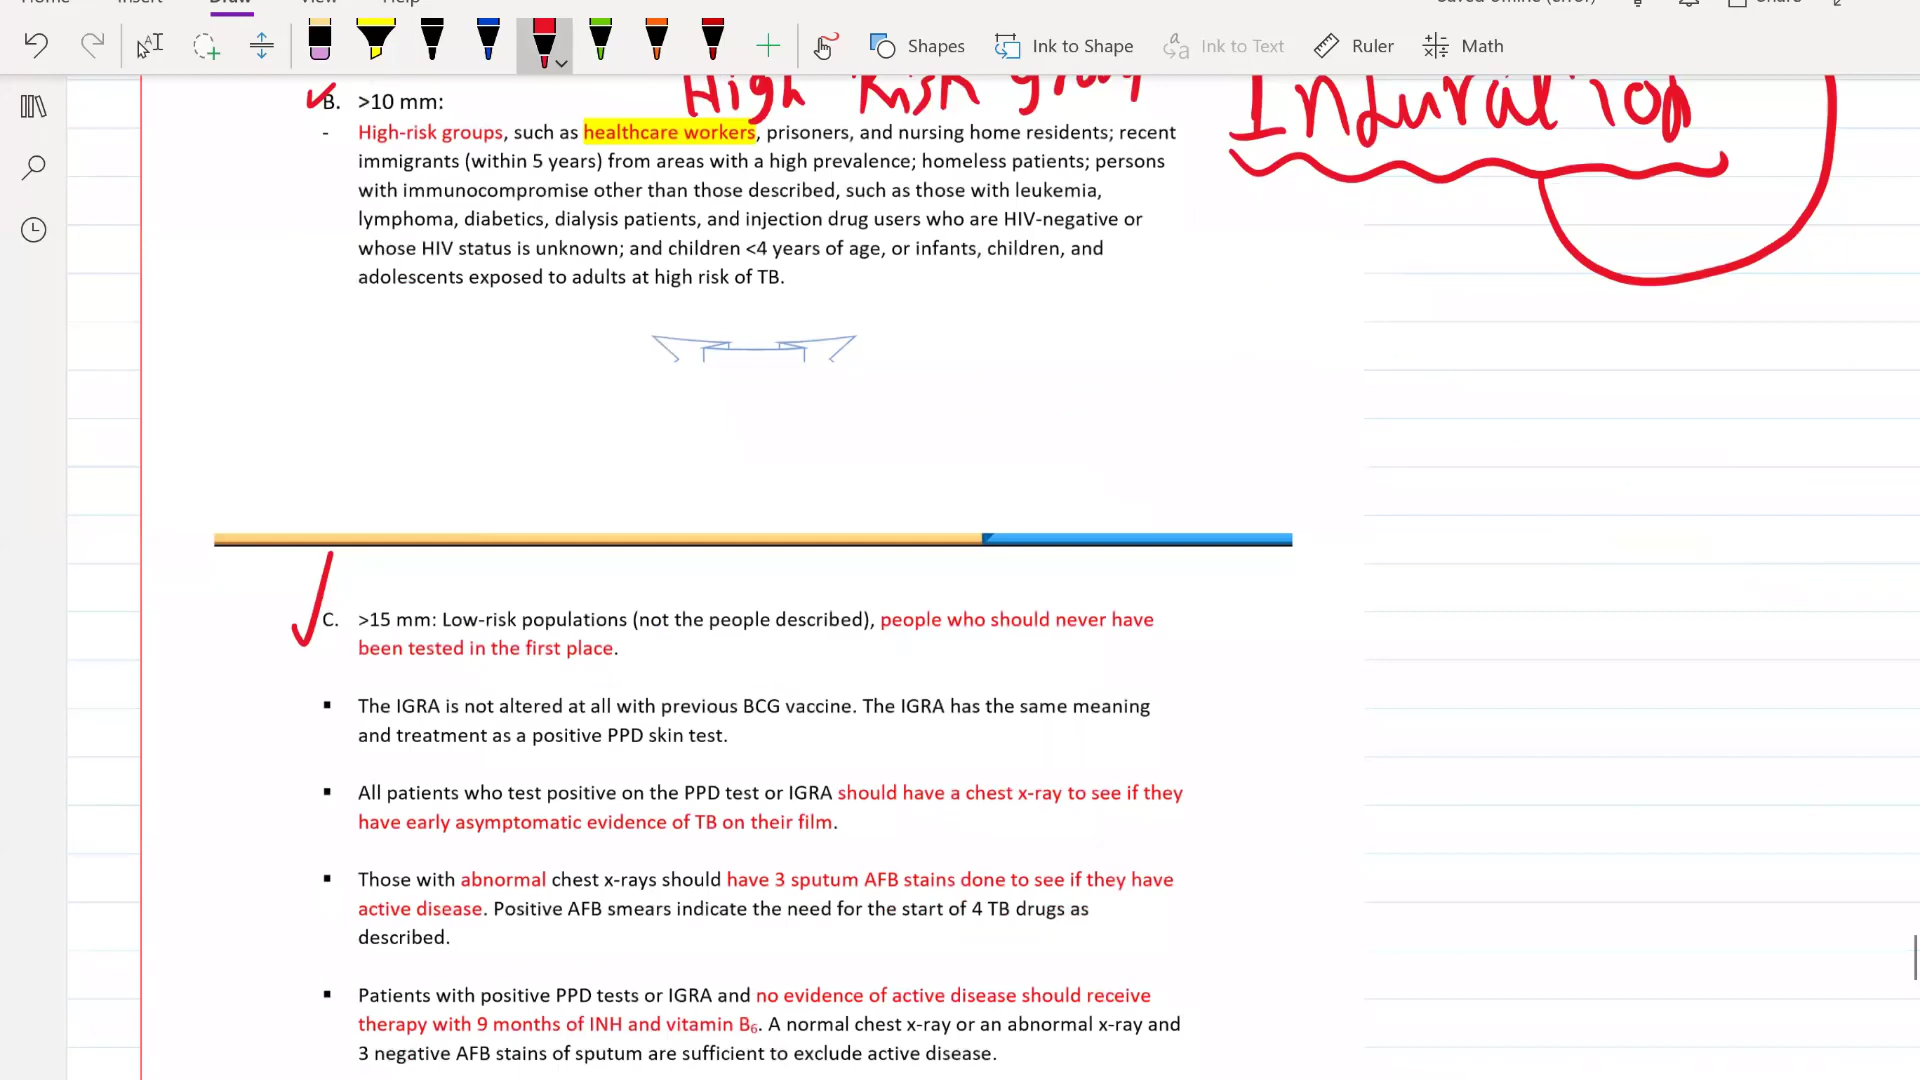 Shapes
Ink to Shape
Ink to Text
Ruler
Math
High Risk group
Induration
B. >10 mm:
- High-risk groups, such as healthcare workers, prisoners, and nursing home residents; recent
immigrants (within 5 years) from areas with a high prevalence; homeless patients; persons
with immunocompromise other than those described, such as those with leukemia,
lymphoma, diabetics, dialysis patients, and injection drug users who are HIV-negative or
whose HIV status is unknown; and children <4 years of age, or infants, children, and
adolescents exposed to adults at high risk of TB.
C. >15 mm: Low-risk populations (not the people described), people who should never have
been tested in the first place.
▪ The IGRA is not altered at all with previous BCG vaccine. The IGRA has the same meaning
and treatment as a positive PPD skin test.
▪ All patients who test positive on the PPD test or IGRA should have a chest x-ray to see if they
have early asymptomatic evidence of TB on their film.
▪ Those with abnormal chest x-rays should have 3 sputum AFB stains done to see if they have
active disease. Positive AFB smears indicate the need for the start of 4 TB drugs as
described.
▪ Patients with positive PPD tests or IGRA and no evidence of active disease should receive
therapy with 9 months of INH and vitamin B₆. A normal chest x-ray or an abnormal x-ray and
3 negative AFB stains of sputum are sufficient to exclude active disease.